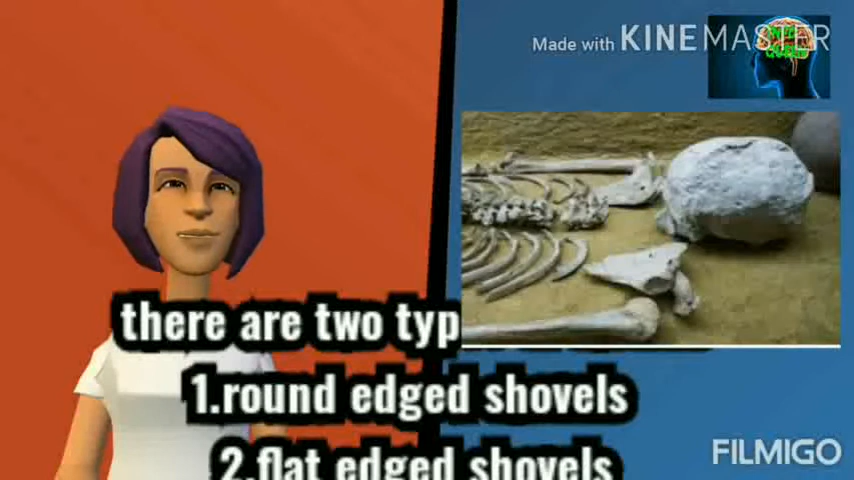 Made with KINEMASTER
there are two typ
1.round edged shovels
2.flat edged shovels
FILMIGO